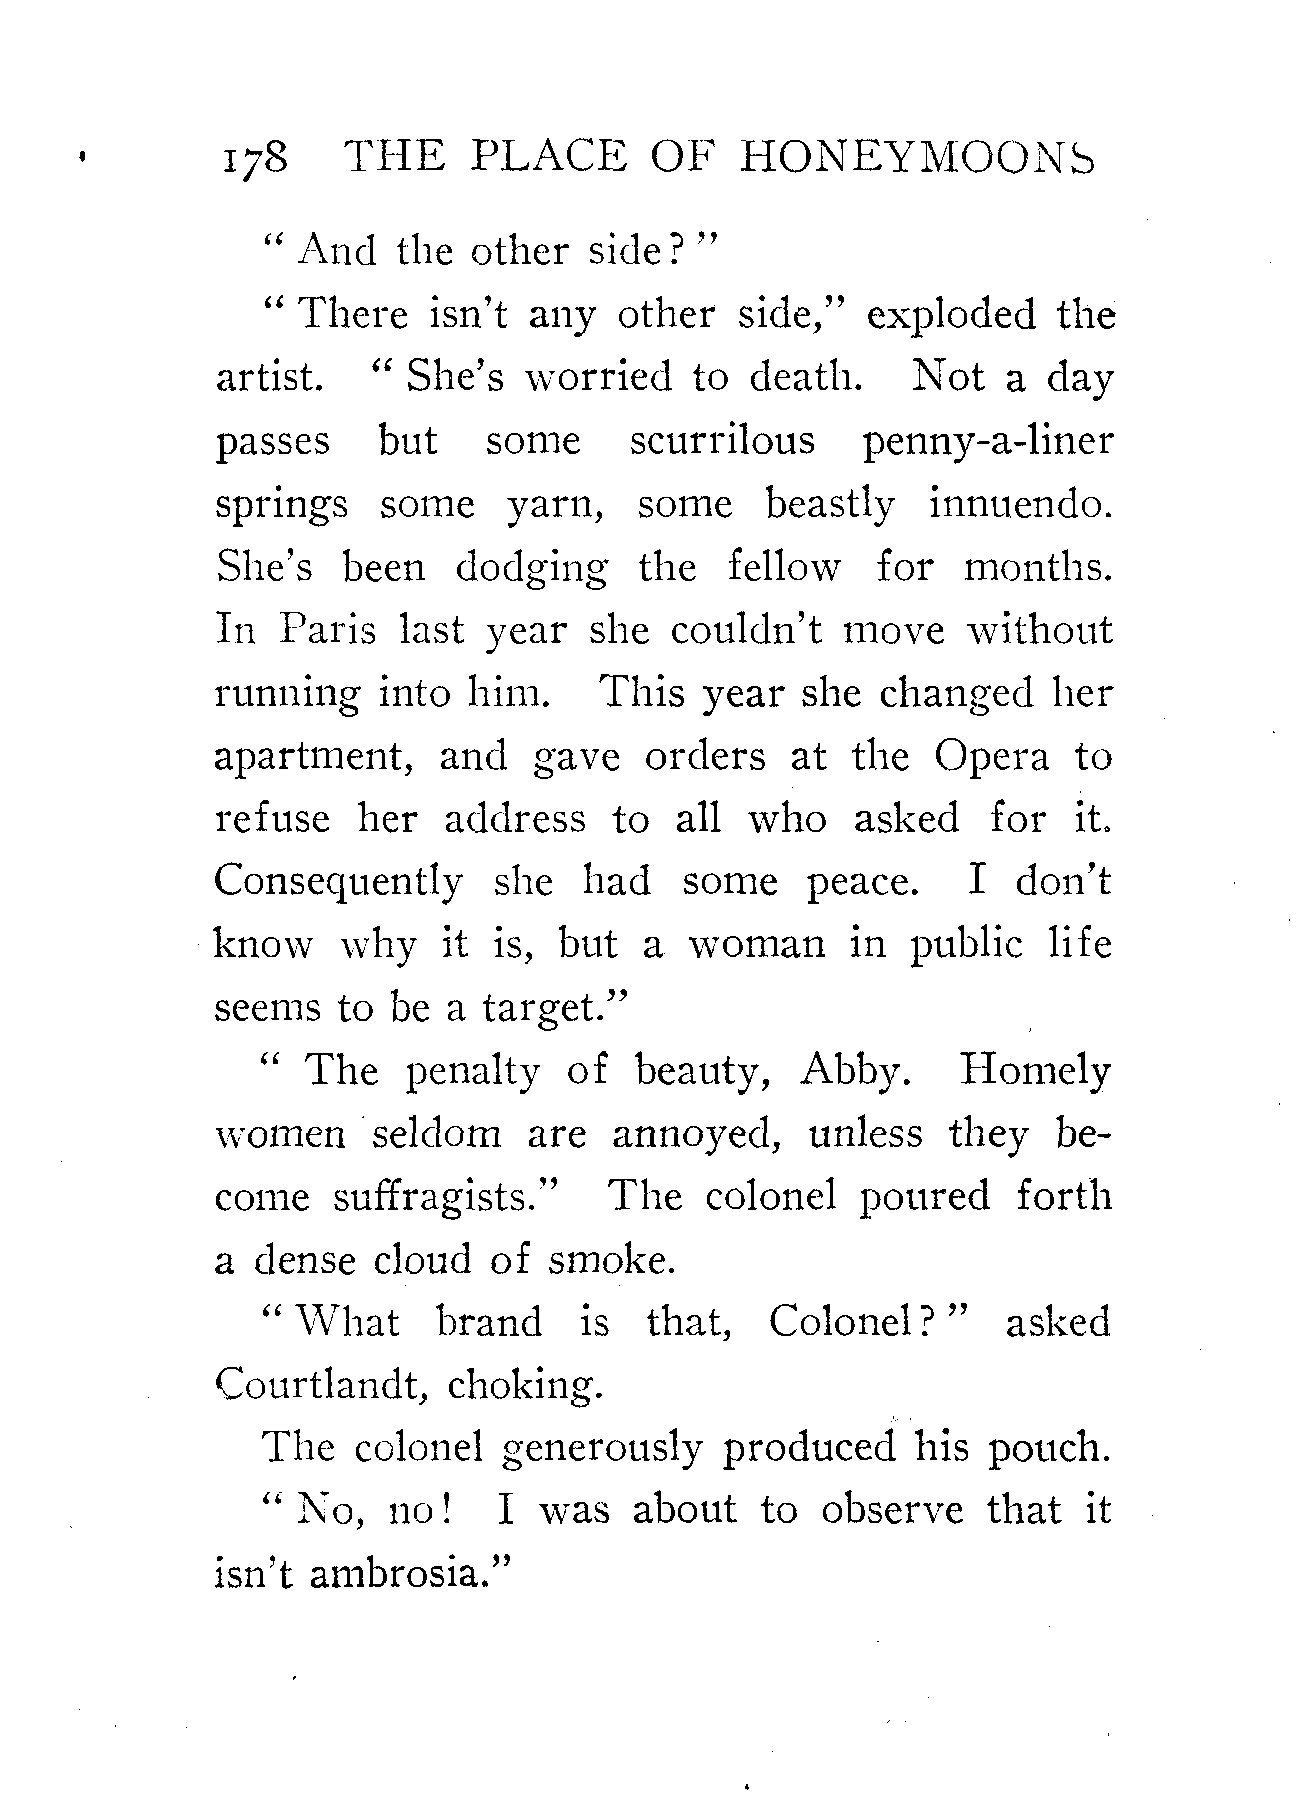 178 THE PLACE OF HONEYMOONS
“ And the other side? ”
“ There isn’t any other side,” exploded the
artist. “ She’s worried to death. Not a day
passes but some scurrilous penny-a-liner
springs some yarn, some beastly innuendo.
She’s been dodging the fellow for months.
In Paris last year she couldn’t move without
running into him. This year she changed her
apartment, and gave orders at the Opera to
refuse her address to all who asked for it.
Consequently she had some peace. I don’t
know why it is, but a woman in public life
seems to be a target.”
“ The penalty of beauty, Abby. Homely
women seldom are annoyed, unless they be-
come suffragists.” The colonel poured forth
a dense cloud of smoke.
“ What brand is that, Colonel? ” asked
Courtlandt, choking.
The colonel generously produced his pouch.
“ No, no! I was about to observe that it
isn’t ambrosia.”